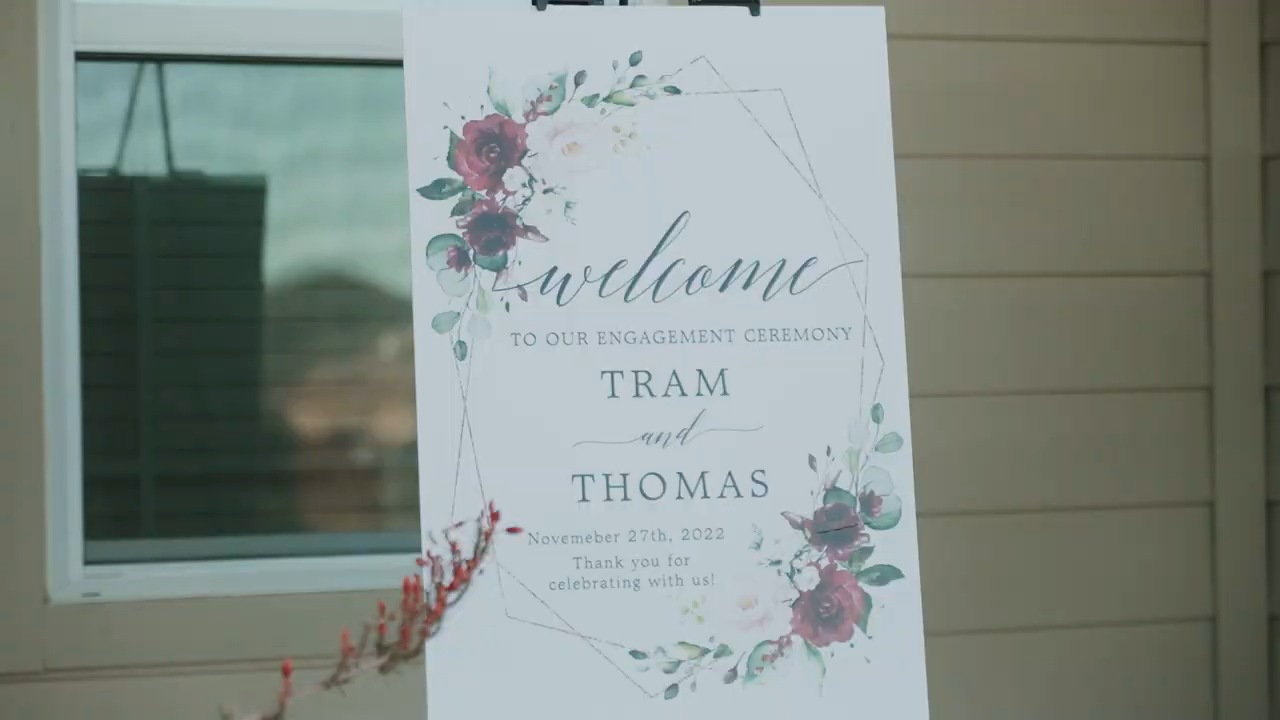 welcome
TO OUR ENGAGEMENT CEREMONY
TRAM
and
THOMAS
Novemeber 27th, 2022
Thank you for
celebrating with us!